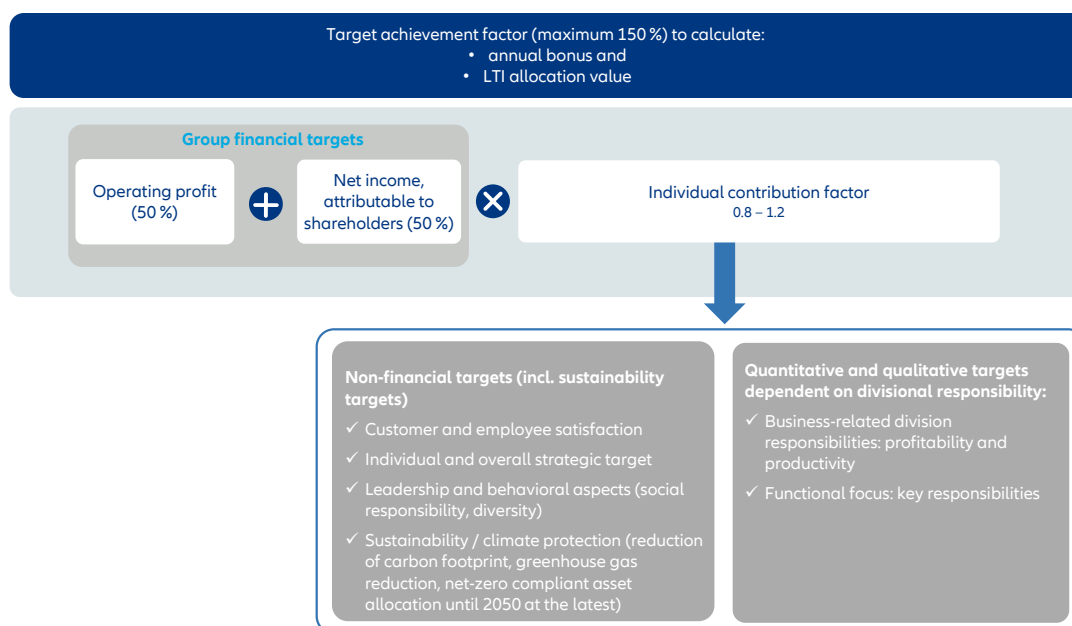 Target achievement factor (maximum 150 %) to calculate:
• annual bonus and
• LTI allocation value
Group financial targets
Operating profit
(50 %)
+
Net income,
attributable to
shareholders (50 %)
×
Individual contribution factor
0.8 – 1.2
Non-financial targets (incl. sustainability
targets)
✓ Customer and employee satisfaction
✓ Individual and overall strategic target
✓ Leadership and behavioral aspects (social
responsibility, diversity)
✓ Sustainability / climate protection (reduction
of carbon footprint, greenhouse gas
reduction, net-zero compliant asset
allocation until 2050 at the latest)
Quantitative and qualitative targets
dependent on divisional responsibility:
✓ Business-related division
responsibilities: profitability and
productivity
✓ Functional focus: key responsibilities